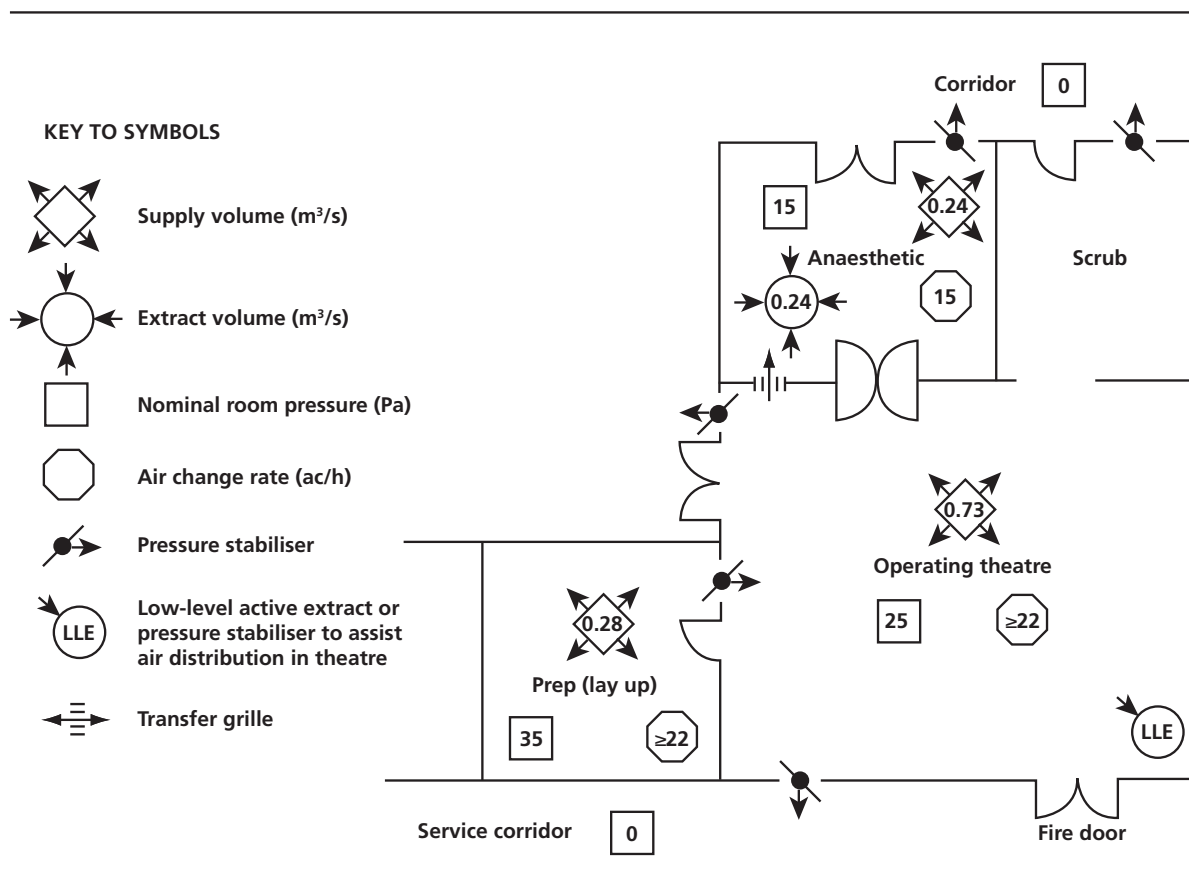 KEY TO SYMBOLS
Supply volume (m³/s)
Extract volume (m³/s)
Nominal room pressure (Pa)
Air change rate (ac/h)
Pressure stabiliser
LLE
Low-level active extract or
pressure stabiliser to assist
air distribution in theatre
Transfer grille
Corridor 0
15
0.24
Anaesthetic
0.24
15
Scrub
0.73
Operating theatre
25
≥22
0.28
Prep (lay up)
35
≥22
LLE
Service corridor 0
Fire door